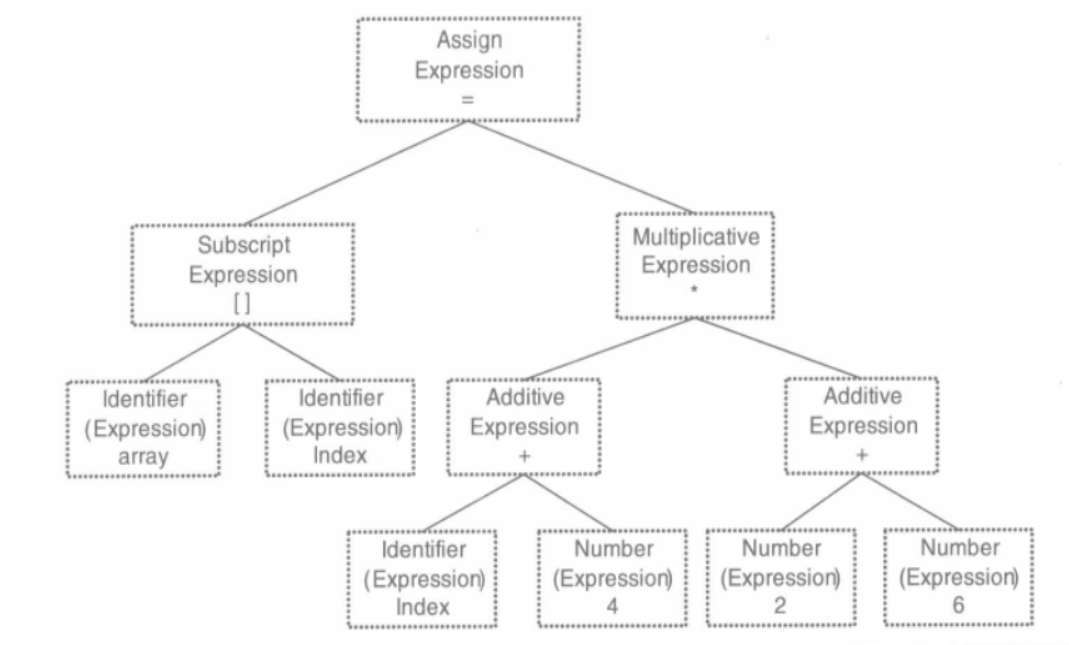 Assign
Expression
=
Subscript
Expression
[ ]
Multiplicative
Expression
*
Identifier
(Expression)
array
Identifier
(Expression)
Index
Additive
Expression
+
Additive
Expression
+
Identifier
(Expression)
Index
Number
(Expression)
4
Number
(Expression)
2
Number
(Expression)
6